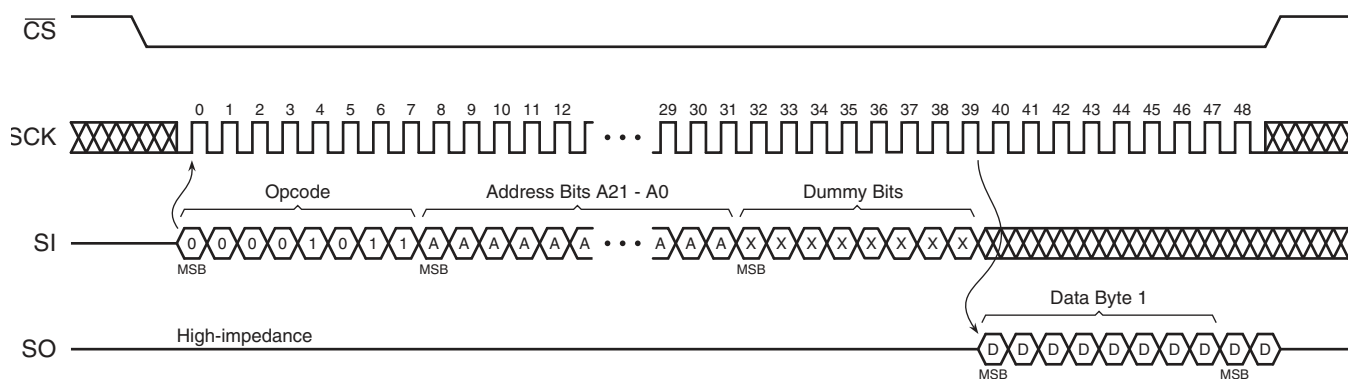 CS
0 1 2 3 4 5 6 7 8 9 10 11 12 29 30 31 32 33 34 35 36 37 38 39 40 41 42 43 44 45 46 47 48
SCK
Opcode Address Bits A21 - A0 Dummy Bits
SI 0 0 0 0 1 0 1 1 A A A A A A A A A X X X X X X X X
MSB MSB MSB
Data Byte 1
High-impedance
SO D D D D D D D D D D
MSB MSB